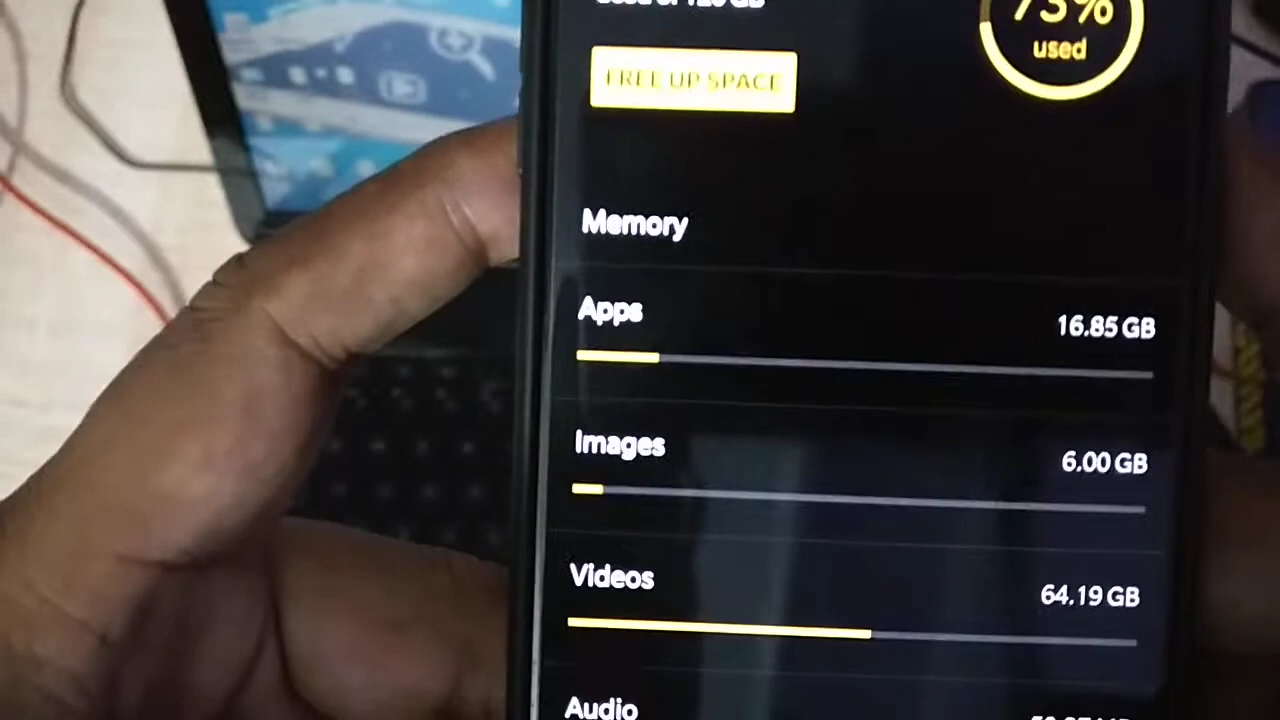 73%
used
FREE UP SPACE
Memory
Apps
16.85 GB
Images
6.00 GB
Videos
64.19 GB
Audio